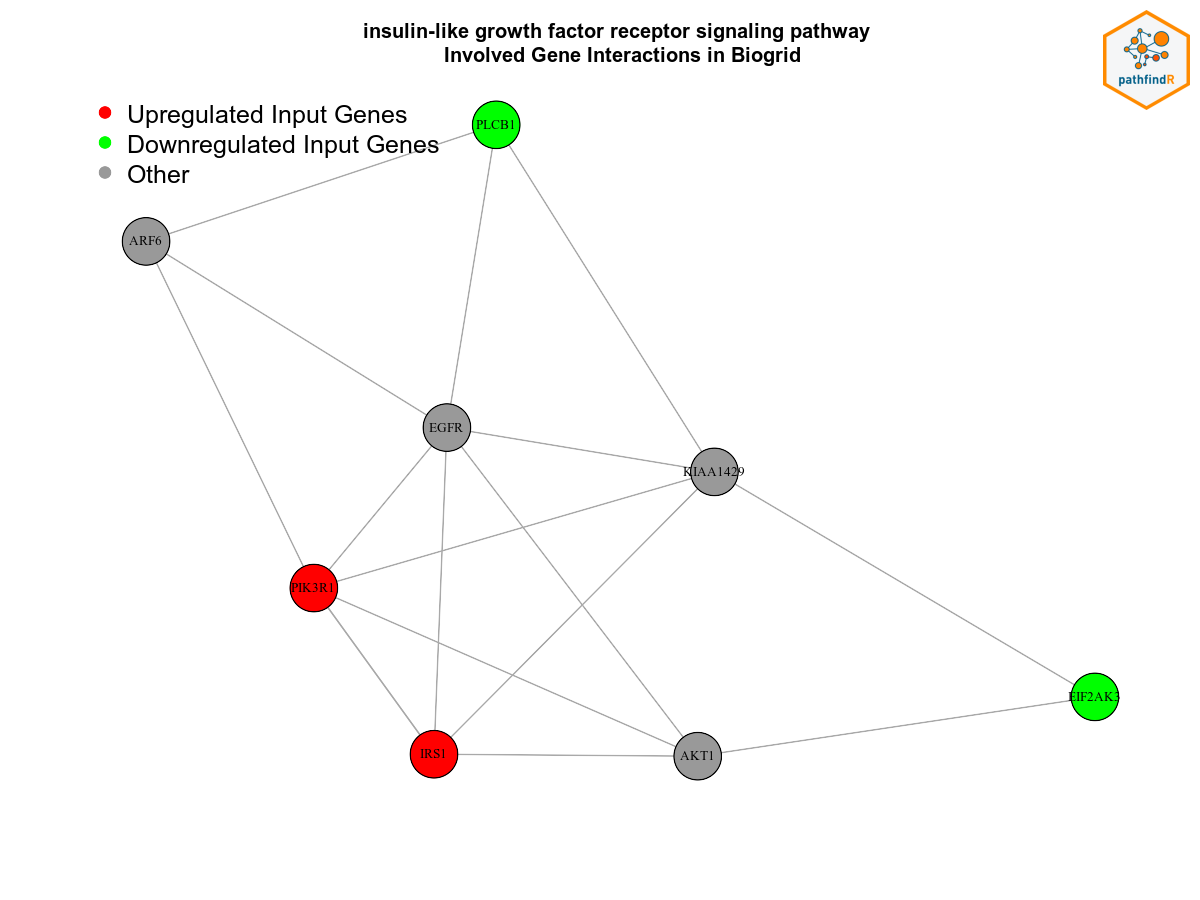 insulin-like growth factor receptor signaling pathway
Involved Gene Interactions in Biogrid
pathfindR
Upregulated Input Genes
Downregulated Input Genes
Other
PLCB1
ARF6
EGFR
KIAA1429
PIK3R1
EIF2AK3
IRS1
AKT1